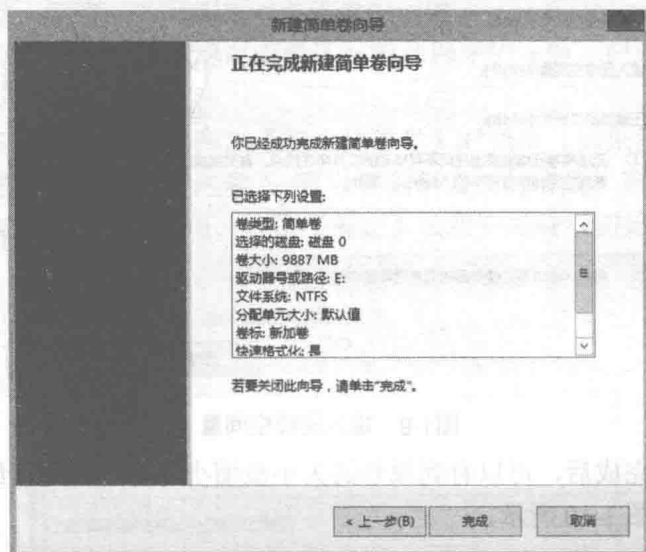 新建简单卷向导
正在完成新建简单卷向导
你已经成功完成新建简单卷向导。
已选择下列设置:
卷类型: 简单卷
选择的磁盘: 磁盘 0
卷大小: 9887 MB
驱动器号或路径: E:
文件系统: NTFS
分配单元大小: 默认值
卷标: 新加卷
快速格式化: 是
若要关闭此向导，请单击"完成"。
< 上一步(B)
完成
取消